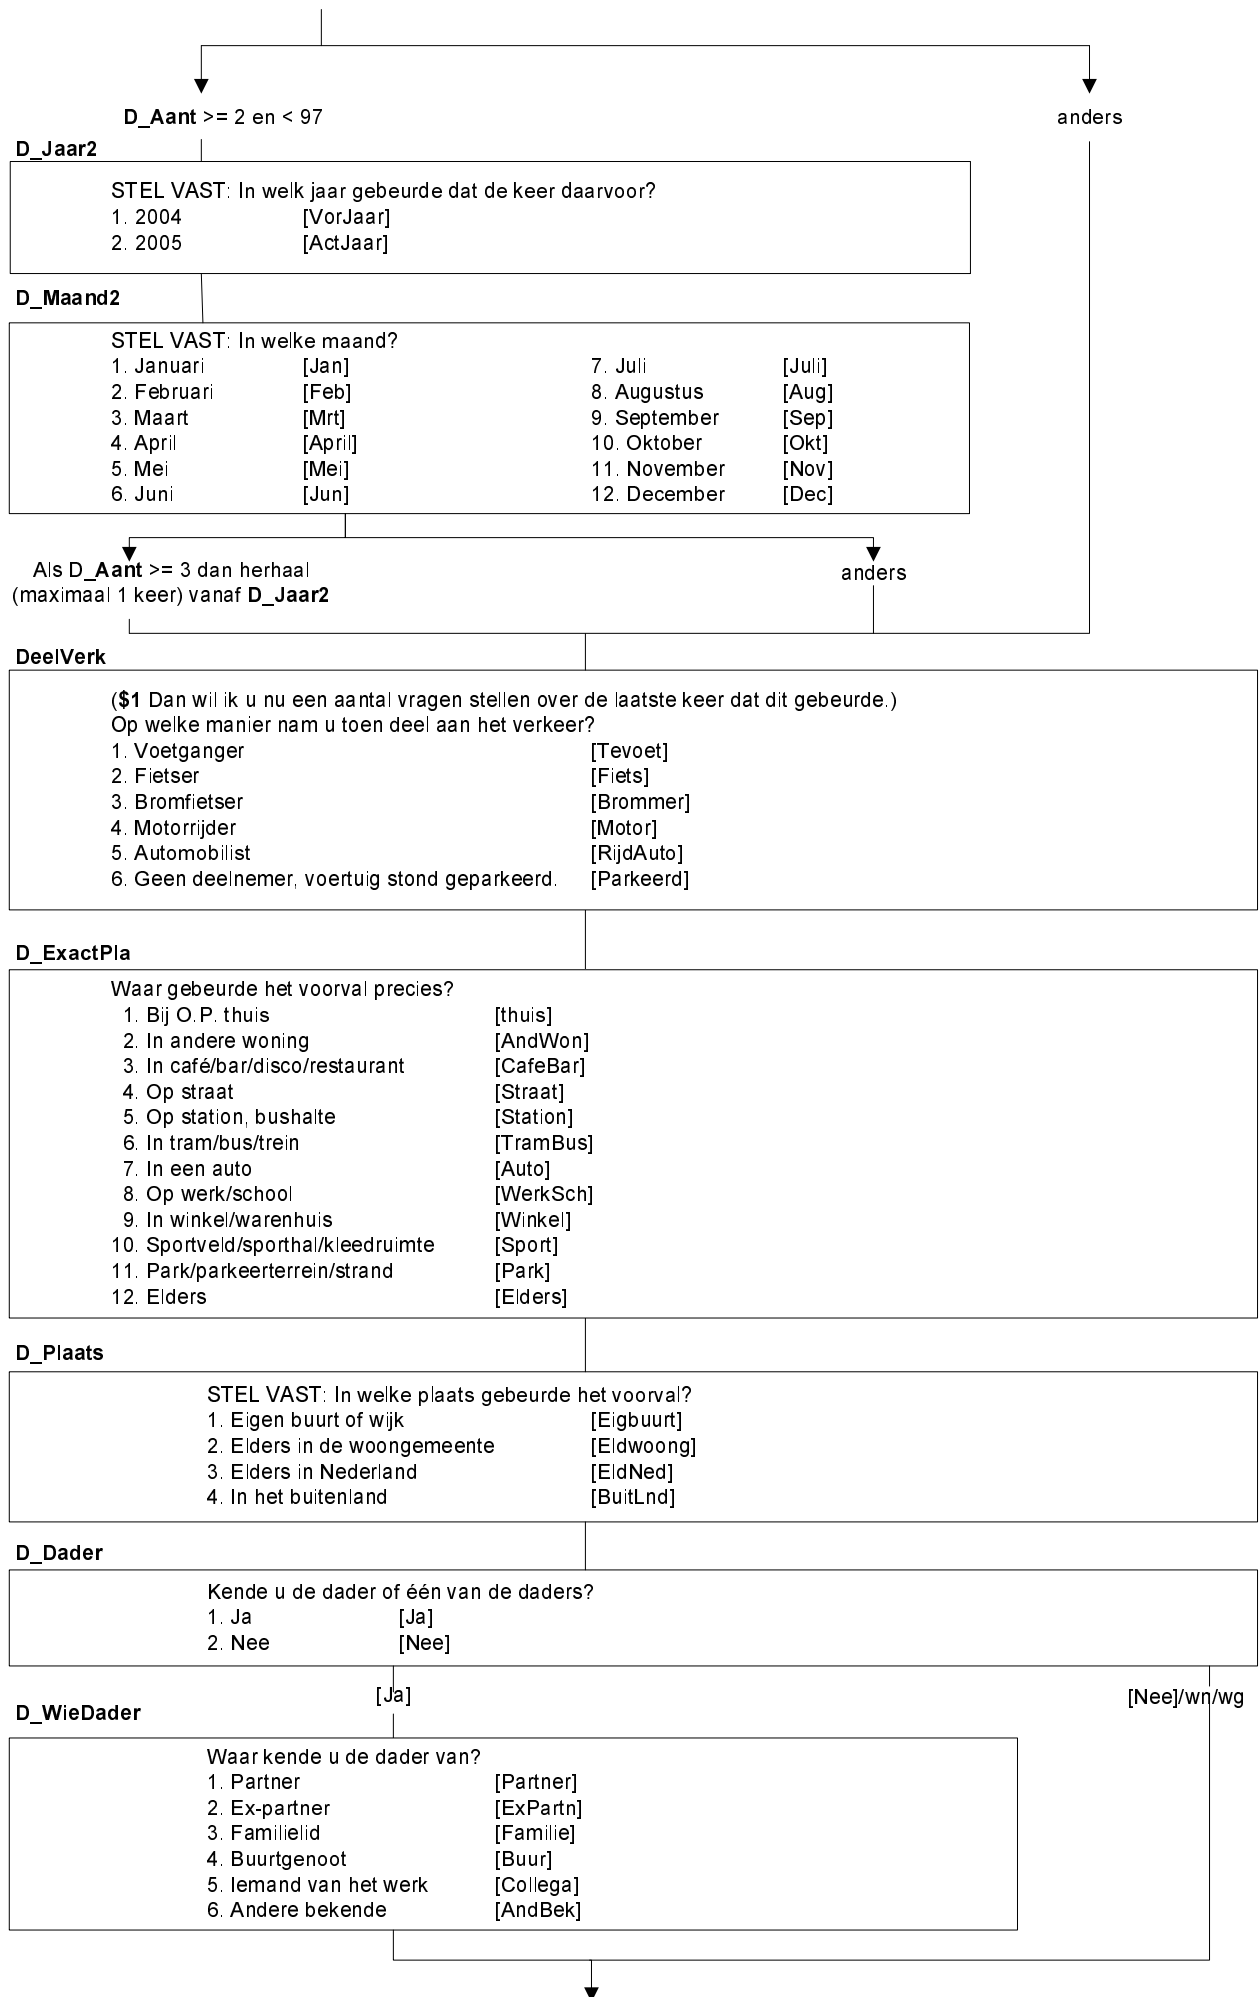 D_Aant >= 2 en < 97 anders
D_Jaar2
STEL VAST: In welk jaar gebeurde dat de keer daarvoor?
1. 2004 [VorJaar]
2. 2005 [ActJaar]
D_Maand2
STEL VAST: In welke maand?
1. Januari [Jan] 7. Juli [Juli]
2. Februari [Feb] 8. Augustus [Aug]
3. Maart [Mrt] 9. September [Sep]
4. April [April] 10. Oktober [Okt]
5. Mei [Mei] 11. November [Nov]
6. Juni [Jun] 12. December [Dec]
Als D_Aant >= 3 dan herhaal anders
(maximaal 1 keer) vanaf D_Jaar2
DeelVerk
($1 Dan wil ik u nu een aantal vragen stellen over de laatste keer dat dit gebeurde.)
Op welke manier nam u toen deel aan het verkeer?
1. Voetganger [Tevoet]
2. Fietser [Fiets]
3. Bromfietser [Brommer]
4. Motorrijder [Motor]
5. Automobilist [RijdAuto]
6. Geen deelnemer, voertuig stond geparkeerd. [Parkeerd]
D_ExactPla
Waar gebeurde het voorval precies?
1. Bij O.P. thuis [thuis]
2. In andere woning [AndWon]
3. In café/bar/disco/restaurant [CafeBar]
4. Op straat [Straat]
5. Op station, bushalte [Station]
6. In tram/bus/trein [TramBus]
7. In een auto [Auto]
8. Op werk/school [WerkSch]
9. In winkel/warenhuis [Winkel]
10. Sportveld/sporthal/kleedruimte [Sport]
11. Park/parkeerterrein/strand [Park]
12. Elders [Elders]
D_Plaats
STEL VAST: In welke plaats gebeurde het voorval?
1. Eigen buurt of wijk [Eigbuurt]
2. Elders in de woongemeente [Eldwoong]
3. Elders in Nederland [EldNed]
4. In het buitenland [BuitLnd]
D_Dader
Kende u de dader of één van de daders?
1. Ja [Ja]
2. Nee [Nee]
[Ja] [Nee]/wn/wg
D_WieDader
Waar kende u de dader van?
1. Partner [Partner]
2. Ex-partner [ExPartn]
3. Familielid [Familie]
4. Buurtgenoot [Buur]
5. Iemand van het werk [Collega]
6. Andere bekende [AndBek]